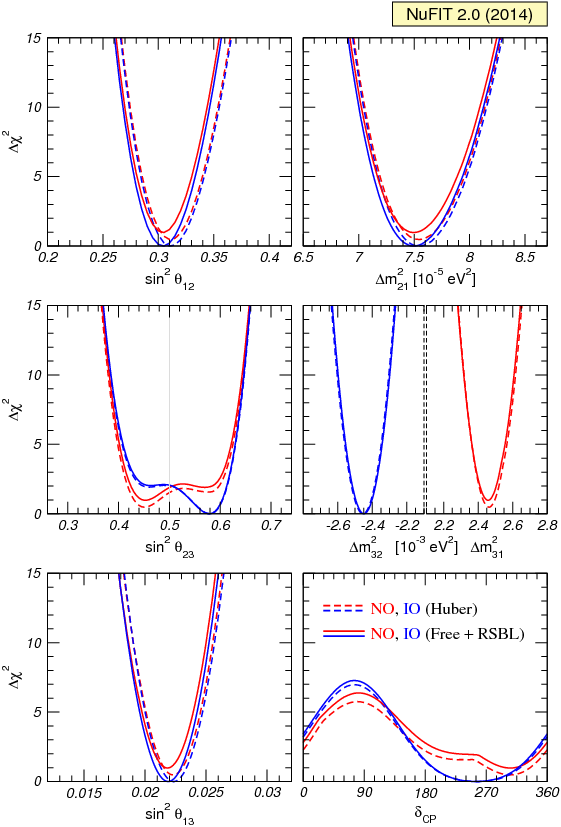 NuFIT 2.0 (2014)
15
10
5
0
Δχ²
0.2 0.25 0.3 0.35 0.4
sin² θ₁₂
6.5 7 7.5 8 8.5
Δm²₂₁ [10⁻⁵ eV²]
15
10
5
0
Δχ²
0.3 0.4 0.5 0.6 0.7
sin² θ₂₃
-2.6 -2.4 -2.2 2.2 2.4 2.6 2.8
Δm²₃₂ [10⁻³ eV²] Δm²₃₁
15
10
5
0
Δχ²
0.015 0.02 0.025 0.03
sin² θ₁₃
NO, IO (Huber)
NO, IO (Free + RSBL)
0 90 180 270 360
δCP